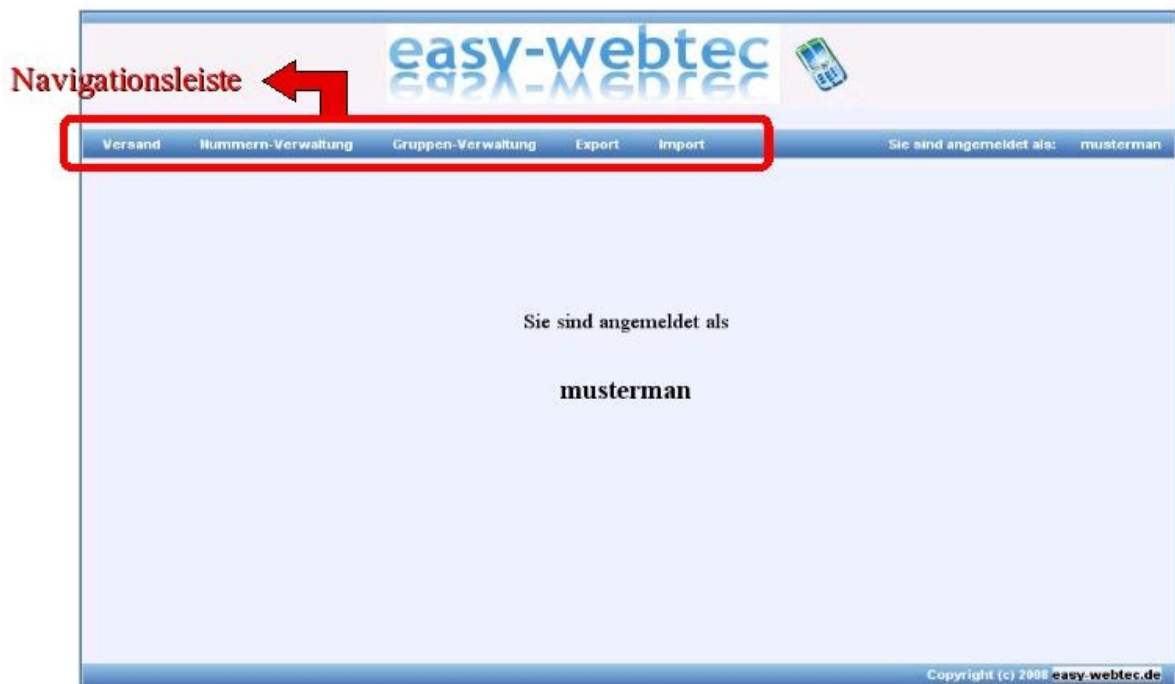 easy-webtec
Navigationsleiste
Versand Nummern-Verwaltung Gruppen-Verwaltung Export Import Sie sind angemeldet als: musterman
Sie sind angemeldet als
musterman
Copyright (c) 2008 easy-webtec.de